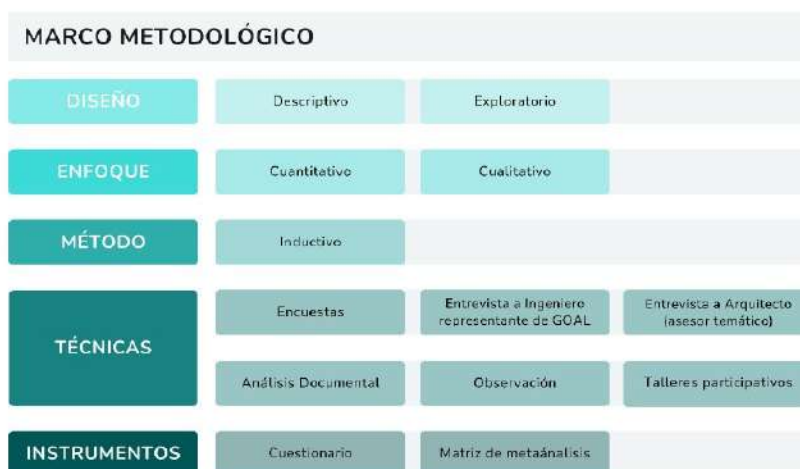 MARCO METODOLÓGICO
DISEÑO
Descriptivo
Exploratorio
ENFOQUE
Cuantitativo
Cualitativo
MÉTODO
Inductivo
TÉCNICAS
Encuestas
Entrevista a Ingeniero
representante de GOAL
Entrevista a Arquitecto
(asesor temático)
Análisis Documental
Observación
Talleres participativos
INSTRUMENTOS
Cuestionario
Matriz de metaánalisis